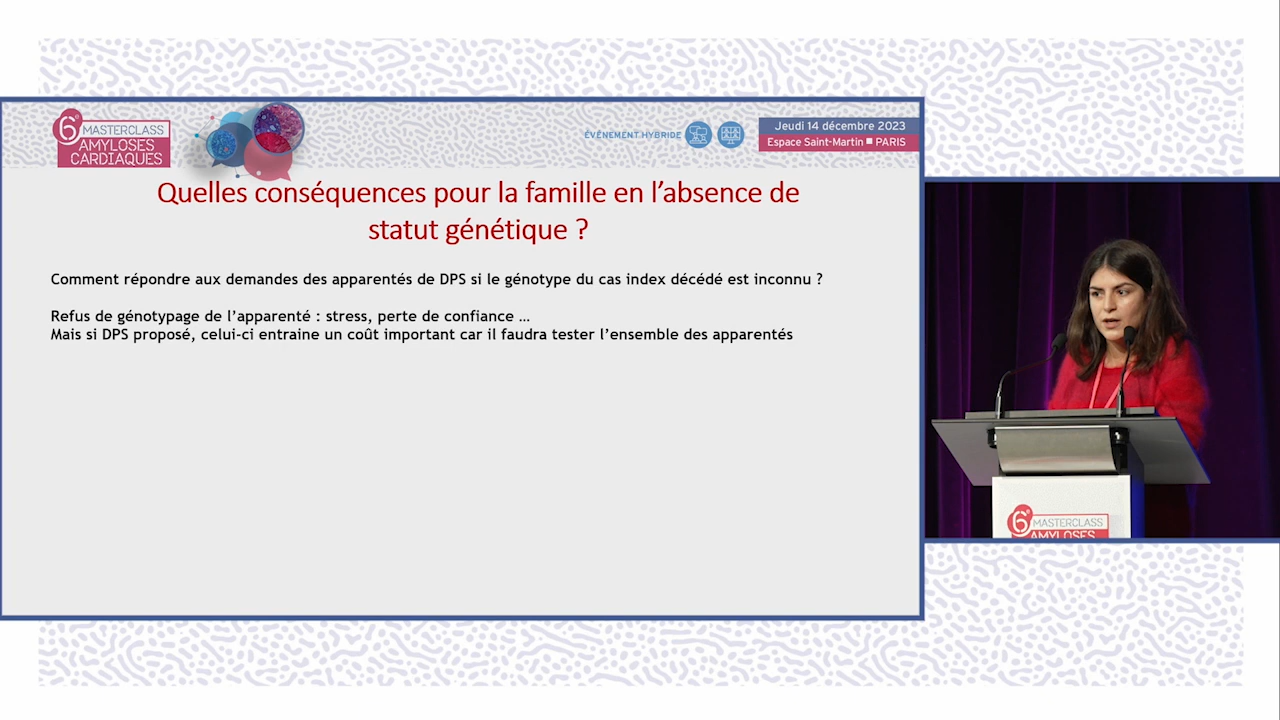 6e MASTERCLASS
AMYLOSES
CARDIAQUES
ÉVÉNEMENT HYBRIDE
Jeudi 14 décembre 2023
Espace Saint-Martin ■ PARIS
Quelles conséquences pour la famille en l’absence de
statut génétique ?
Comment répondre aux demandes des apparentés de DPS si le génotype du cas index décédé est inconnu ?
Refus de génotypage de l’apparenté : stress, perte de confiance …
Mais si DPS proposé, celui-ci entraine un coût important car il faudra tester l’ensemble des apparentés
6e MASTERCLASS
AMYLOSES